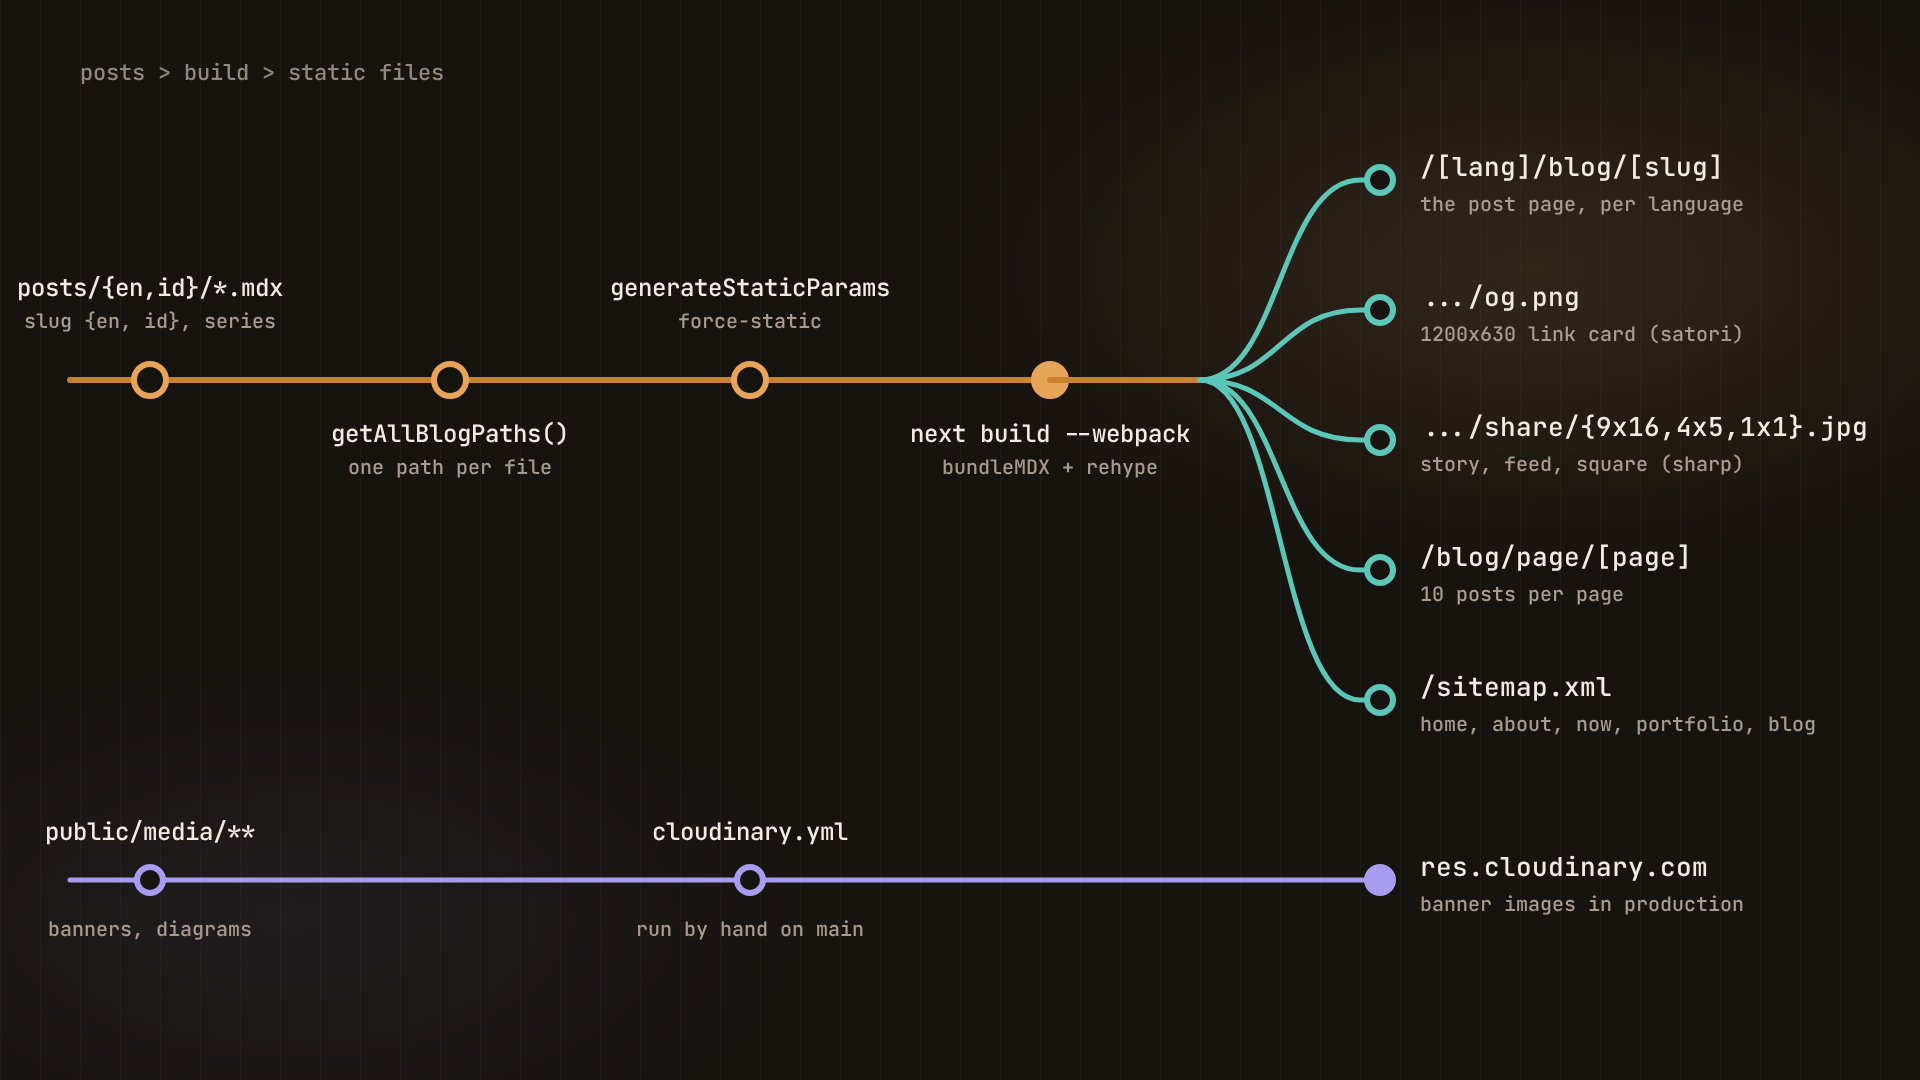 posts > build > static files
posts/{en,id}/*.mdx
slug {en, id}, series
getAllBlogPaths()
one path per file
generateStaticParams
force-static
next build --webpack
bundleMDX + rehype
/[lang]/blog/[slug]
the post page, per language
.../og.png
1200x630 link card (satori)
.../share/{9x16,4x5,1x1}.jpg
story, feed, square (sharp)
/blog/page/[page]
10 posts per page
/sitemap.xml
home, about, now, portfolio, blog
public/media/**
banners, diagrams
cloudinary.yml
run by hand on main
res.cloudinary.com
banner images in production